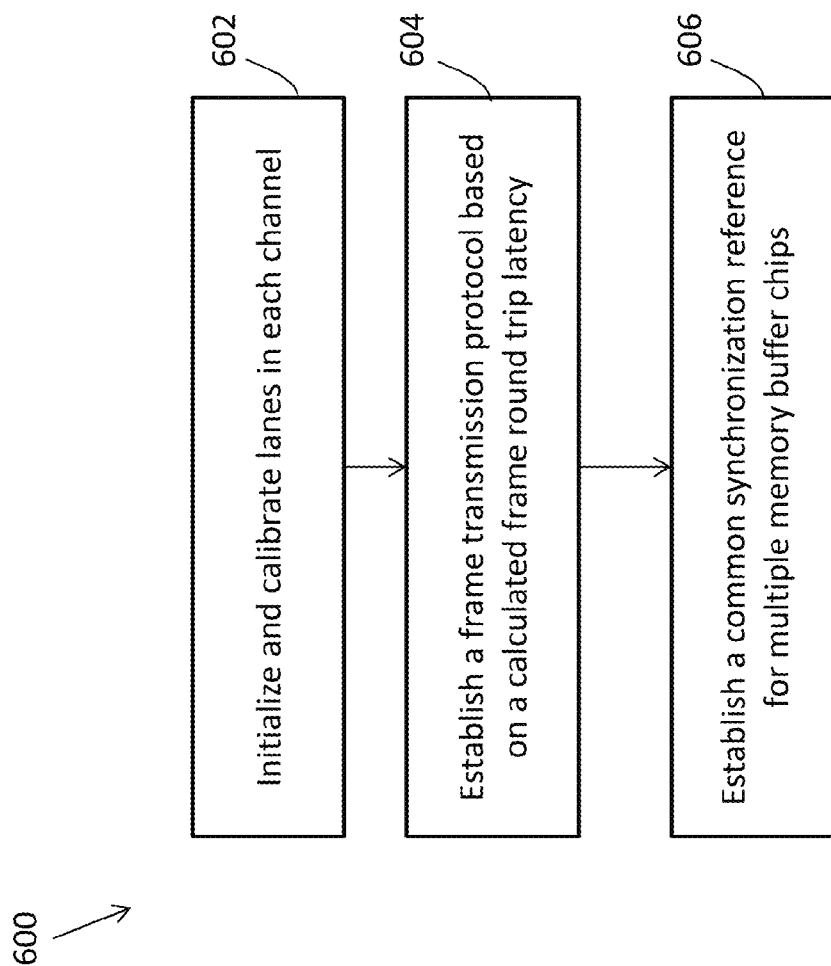 600
602
Initialize and calibrate lanes in each channel
604
Establish a frame transmission protocol based
on a calculated frame round trip latency
606
Establish a common synchronization reference
for multiple memory buffer chips